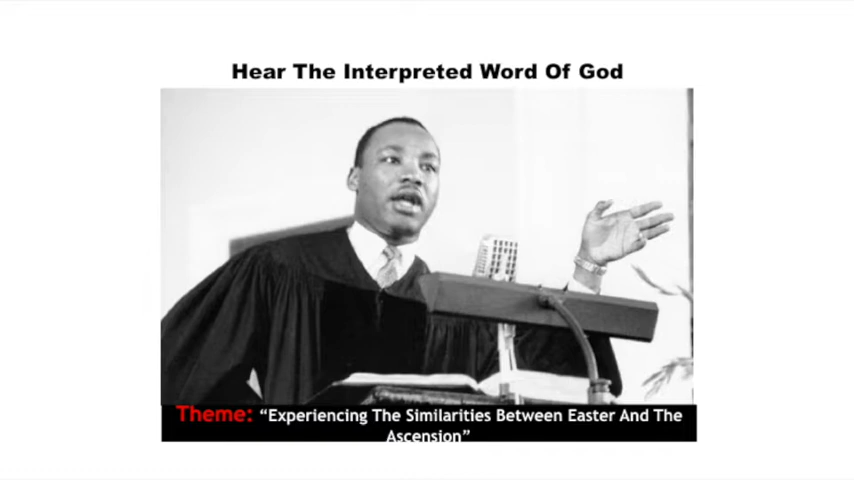 Hear The Interpreted Word Of God
Theme: “Experiencing The Similarities Between Easter And The
Ascension”